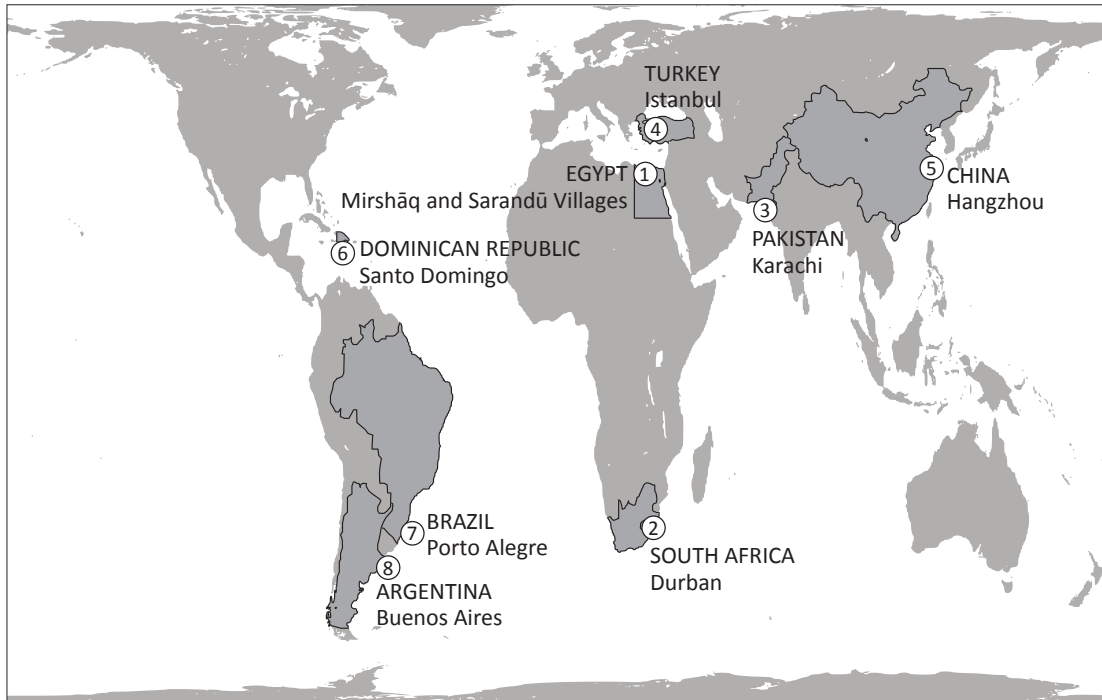 TURKEY
Istanbul
4
EGYPT
1
Mirshāq and Sarandū Villages
5
CHINA
Hangzhou
3
PAKISTAN
Karachi
6
DOMINICAN REPUBLIC
Santo Domingo
7
BRAZIL
Porto Alegre
2
SOUTH AFRICA
Durban
8
ARGENTINA
Buenos Aires